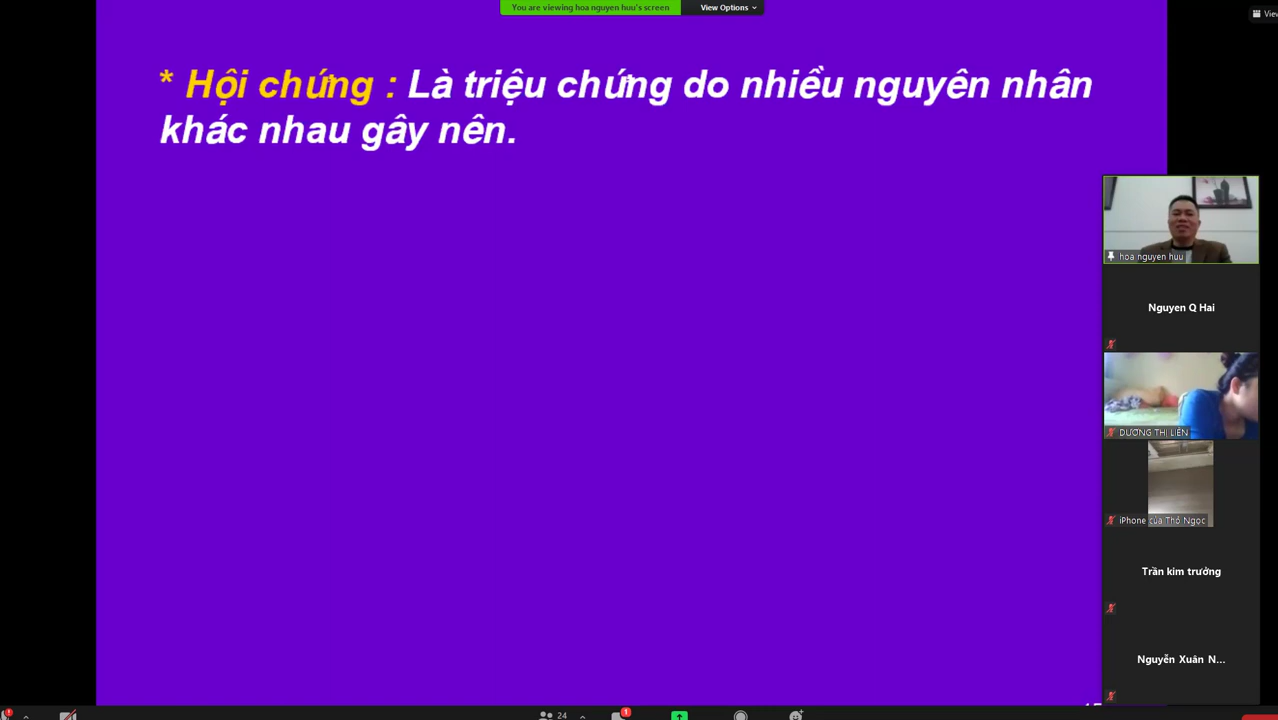 You are viewing hoa nguyen huu's screen
View Options
View
* Hội chứng : Là triệu chứng do nhiều nguyên nhân
khác nhau gây nên.
hoa nguyen huu
Nguyen Q Hai
DƯƠNG THỊ LIÊN
iPhone của Thỏ Ngọc
Trần kim trưởng
Nguyễn Xuân N...
24
1